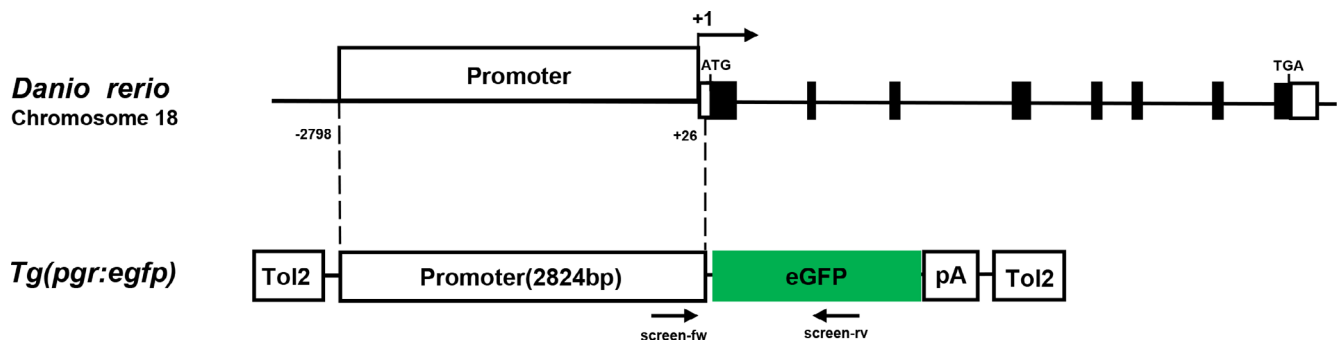 +1
Promoter
ATG
TGA
Danio rerio
Chromosome 18
-2798
+26
Tg(pgr:egfp)
Tol2
Promoter(2824bp)
eGFP
pA
Tol2
screen-fw
screen-rv